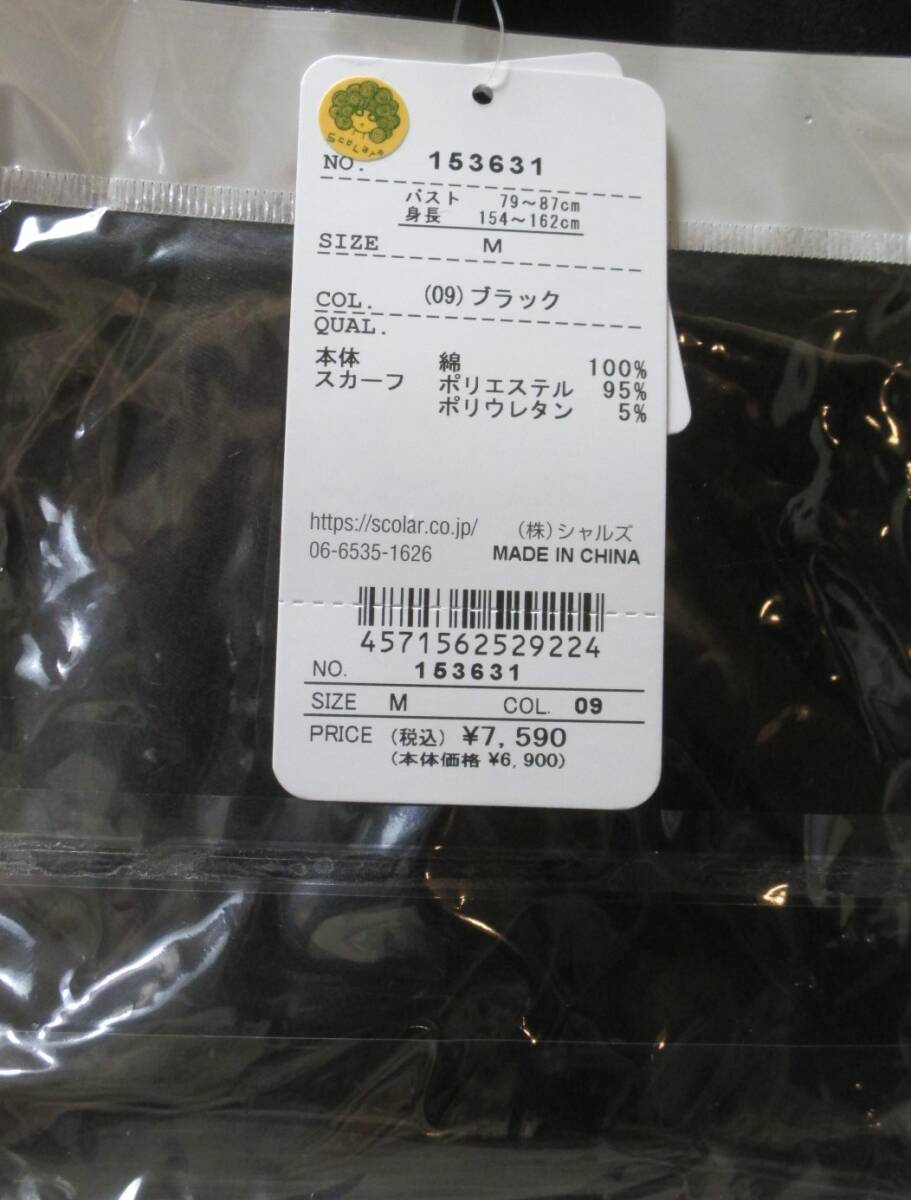 ScoLar
NO. 153631
バスト 79～87cm
身長 154～162cm
SIZE M
COL. (09)ブラック
QUAL.
本体 綿 100%
スカーフ ポリエステル 95%
ポリウレタン 5%
https://scolar.co.jp/ (株)シャルズ
06-6535-1626 MADE IN CHINA
4571562529224
NO. 153631
SIZE M COL. 09
PRICE (税込) ¥7,590
(本体価格 ¥6,900)